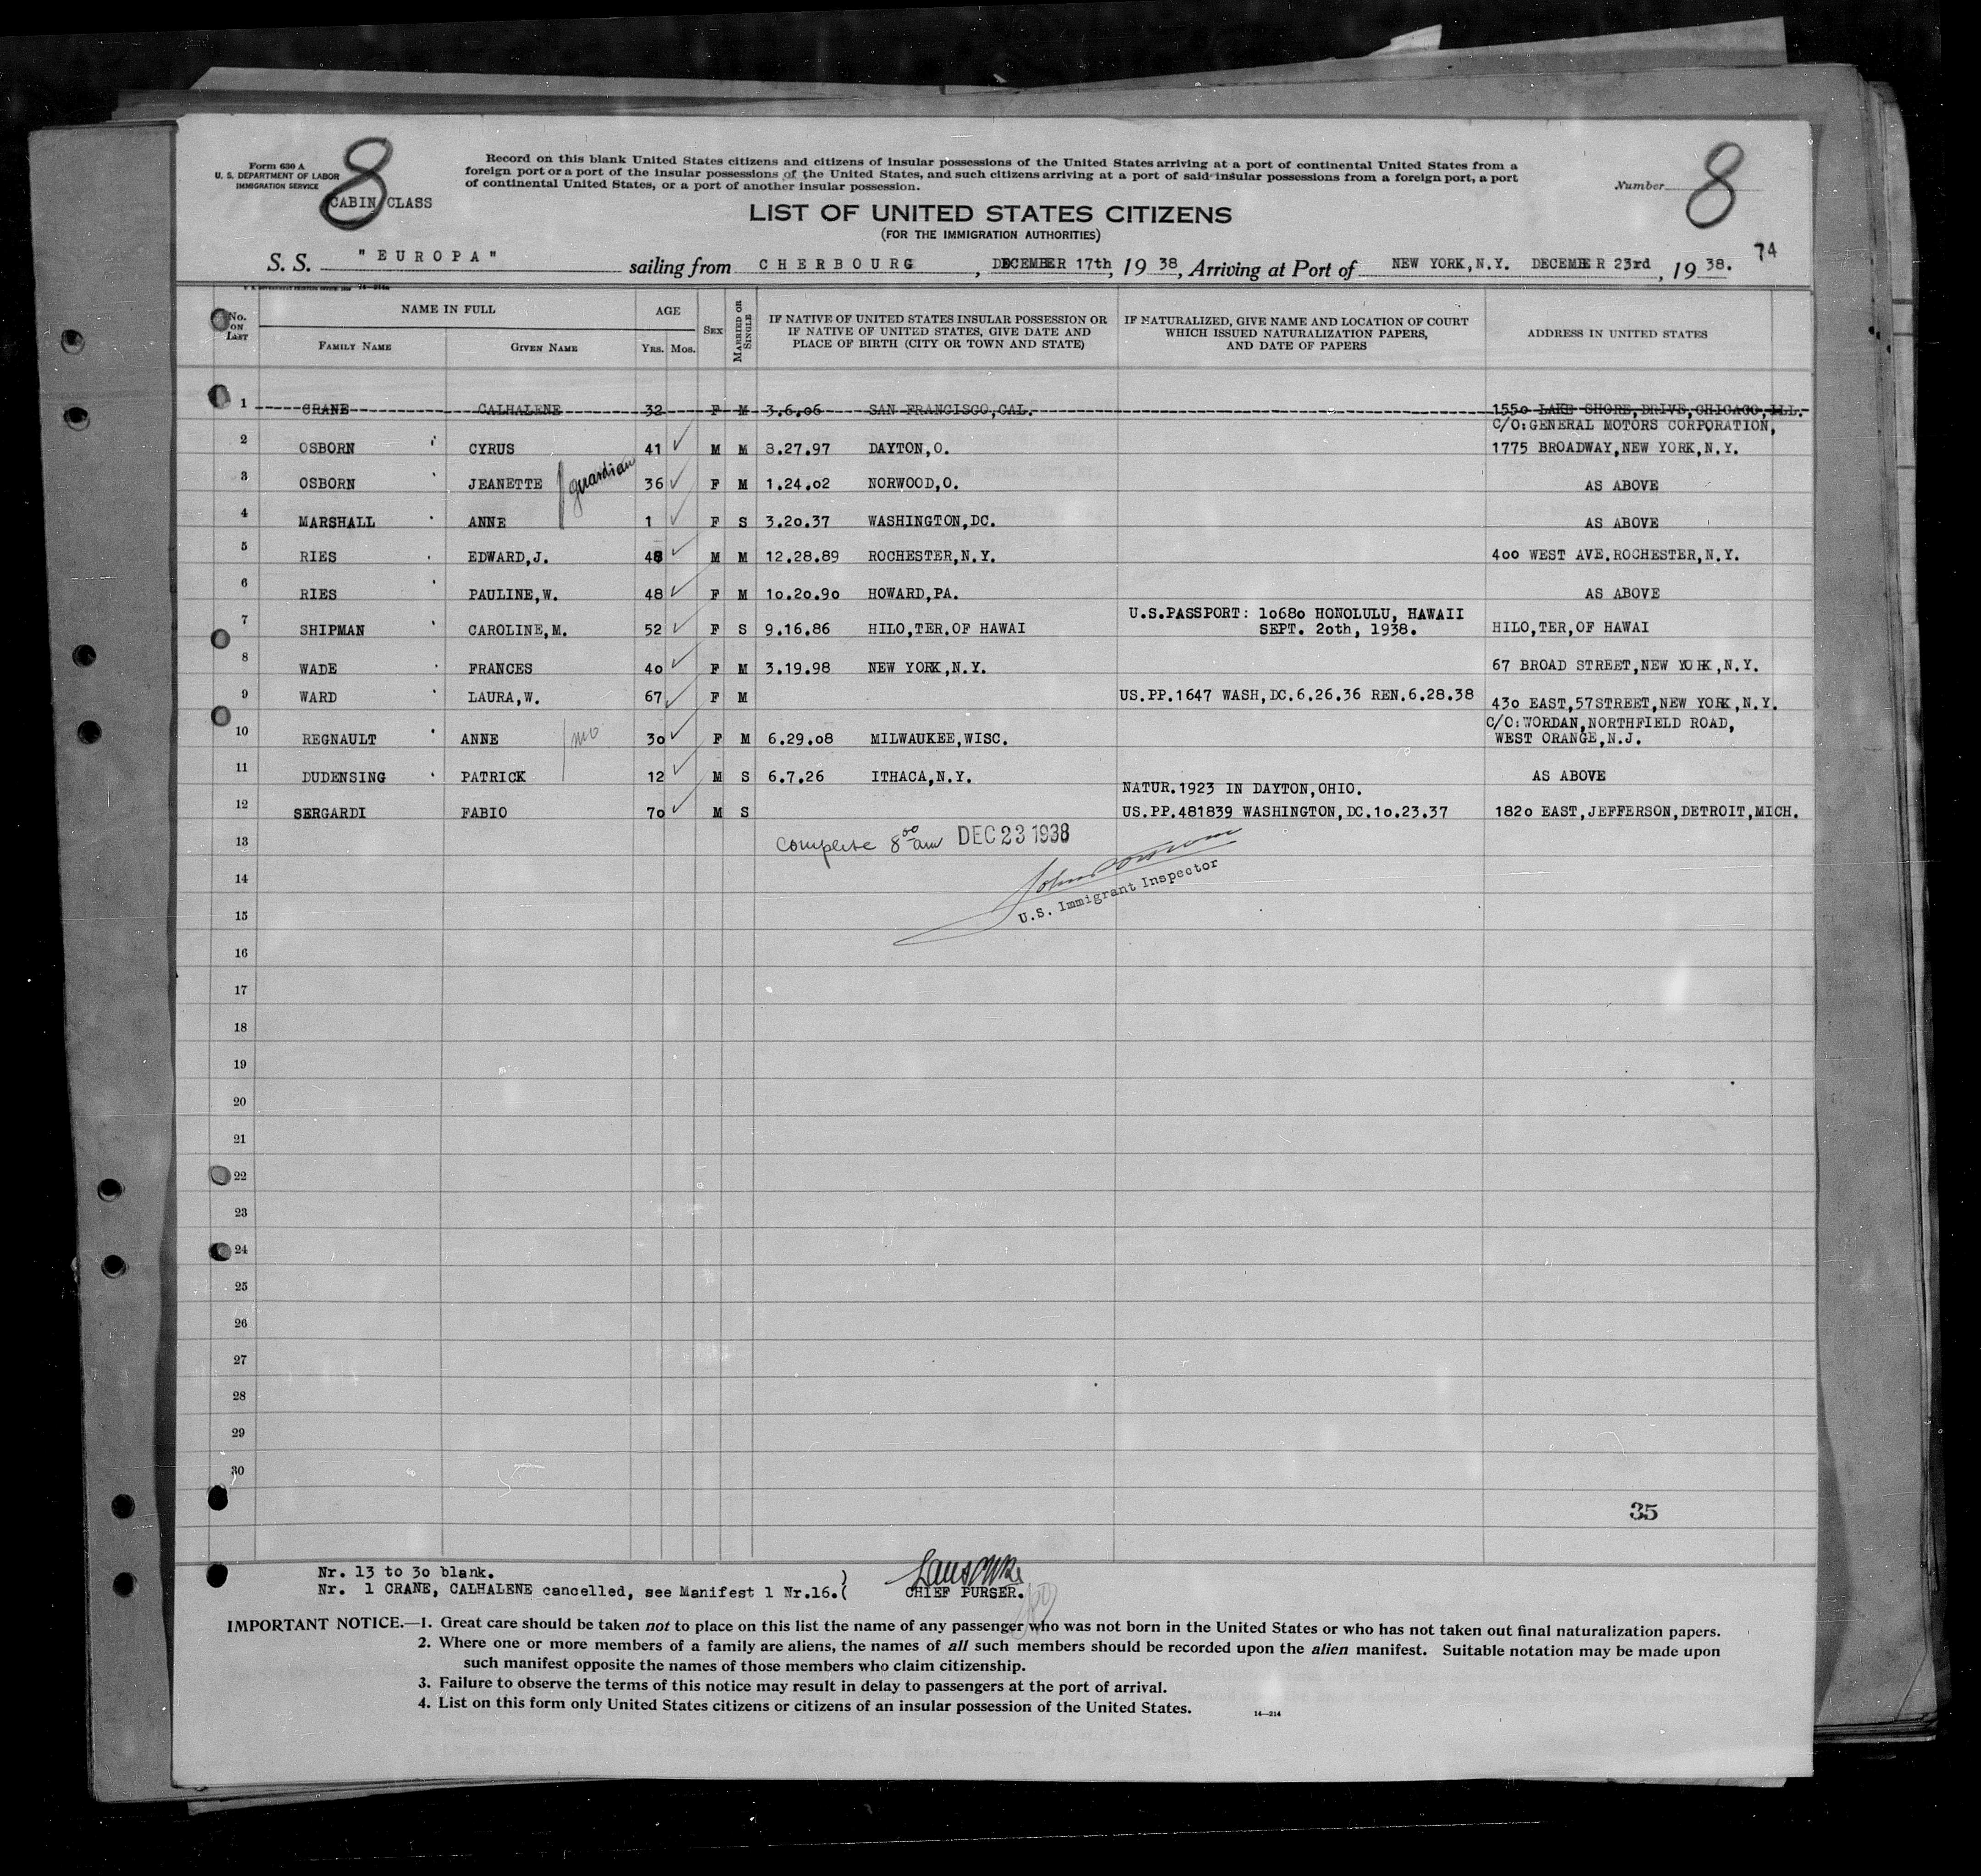 Form 630 A
U. S. DEPARTMENT OF LABOR
IMMIGRATION SERVICE
8
CABIN CLASS
Record on this blank United States citizens and citizens of insular possessions of the United States arriving at a port of continental United States from a
foreign port or a port of the insular possessions of the United States, and such citizens arriving at a port of said insular possessions from a foreign port, a port
of continental United States, or a port of another insular possession.
Number 8
LIST OF UNITED STATES CITIZENS
(FOR THE IMMIGRATION AUTHORITIES)
74
S. S. "EUROPA" sailing from CHERBOURG, DECEMBER 17th, 1938, Arriving at Port of NEW YORK,N.Y. DECEMBER 23rd, 1938.
No. ON LIST NAME IN FULL FAMILY NAME GIVEN NAME AGE YRS. MOS. SEX MARRIED OR SINGLE IF NATIVE OF UNITED STATES INSULAR POSSESSION OR IF NATIVE OF UNITED STATES, GIVE DATE AND PLACE OF BIRTH (CITY OR TOWN AND STATE) IF NATURALIZED, GIVE NAME AND LOCATION OF COURT WHICH ISSUED NATURALIZATION PAPERS, AND DATE OF PAPERS ADDRESS IN UNITED STATES
1 CRANE CALHALENE 32 F M 3.6.06 SAN FRANCISCO,CAL. 1550 LAKE SHORE,DRIVE,CHICAGO,ILL.
C/O:GENERAL MOTORS CORPORATION,
2 OSBORN CYRUS 41 M M 8.27.97 DAYTON,O. 1775 BROADWAY,NEW YORK,N.Y.
3 OSBORN JEANETTE guardian 36 F M 1.24.02 NORWOOD,O. AS ABOVE
4 MARSHALL ANNE 1 F S 3.20.37 WASHINGTON,DC. AS ABOVE
5 RIES EDWARD,J. 48 M M 12.28.89 ROCHESTER,N.Y. 400 WEST AVE.ROCHESTER,N.Y.
6 RIES PAULINE,W. 48 F M 10.20.90 HOWARD,PA. AS ABOVE
U.S.PASSPORT: 10680 HONOLULU, HAWAII
7 SHIPMAN CAROLINE,M. 52 F S 9.16.86 HILO,TER.OF HAWAI SEPT. 20th, 1938. HILO,TER,OF HAWAI
8 WADE FRANCES 40 F M 3.19.98 NEW YORK,N.Y. 67 BROAD STREET,NEW YORK,N.Y.
9 WARD LAURA,W. 67 F M US.PP.1647 WASH,DC.6.26.36 REN.6.28.38 430 EAST,57STREET,NEW YORK,N.Y.
C/O:WORDAN,NORTHFIELD ROAD,
10 REGNAULT ANNE mo 30 F M 6.29.08 MILWAUKEE,WISC. WEST ORANGE,N.J.
11 DUDENSING PATRICK 12 M S 6.7.26 ITHACA,N.Y. AS ABOVE
NATUR.1923 IN DAYTON,OHIO.
12 SERGARDI FABIO 70 M S US.PP.481839 WASHINGTON,DC.10.23.37 1820 EAST,JEFFERSON,DETROIT,MICH.
13 complete 8 00 am DEC 23 1938
14
U.S. Immigrant Inspector
15
16
17
18
19
20
21
22
23
24
25
26
27
28
29
30
35
Nr. 13 to 30 blank.
Nr. 1 CRANE, CALHALENE cancelled, see Manifest 1 Nr.16.
CHIEF PURSER.
IMPORTANT NOTICE.—1. Great care should be taken not to place on this list the name of any passenger who was not born in the United States or who has not taken out final naturalization papers.
2. Where one or more members of a family are aliens, the names of all such members should be recorded upon the alien manifest. Suitable notation may be made upon
such manifest opposite the names of those members who claim citizenship.
3. Failure to observe the terms of this notice may result in delay to passengers at the port of arrival.
4. List on this form only United States citizens or citizens of an insular possession of the United States.
14—214